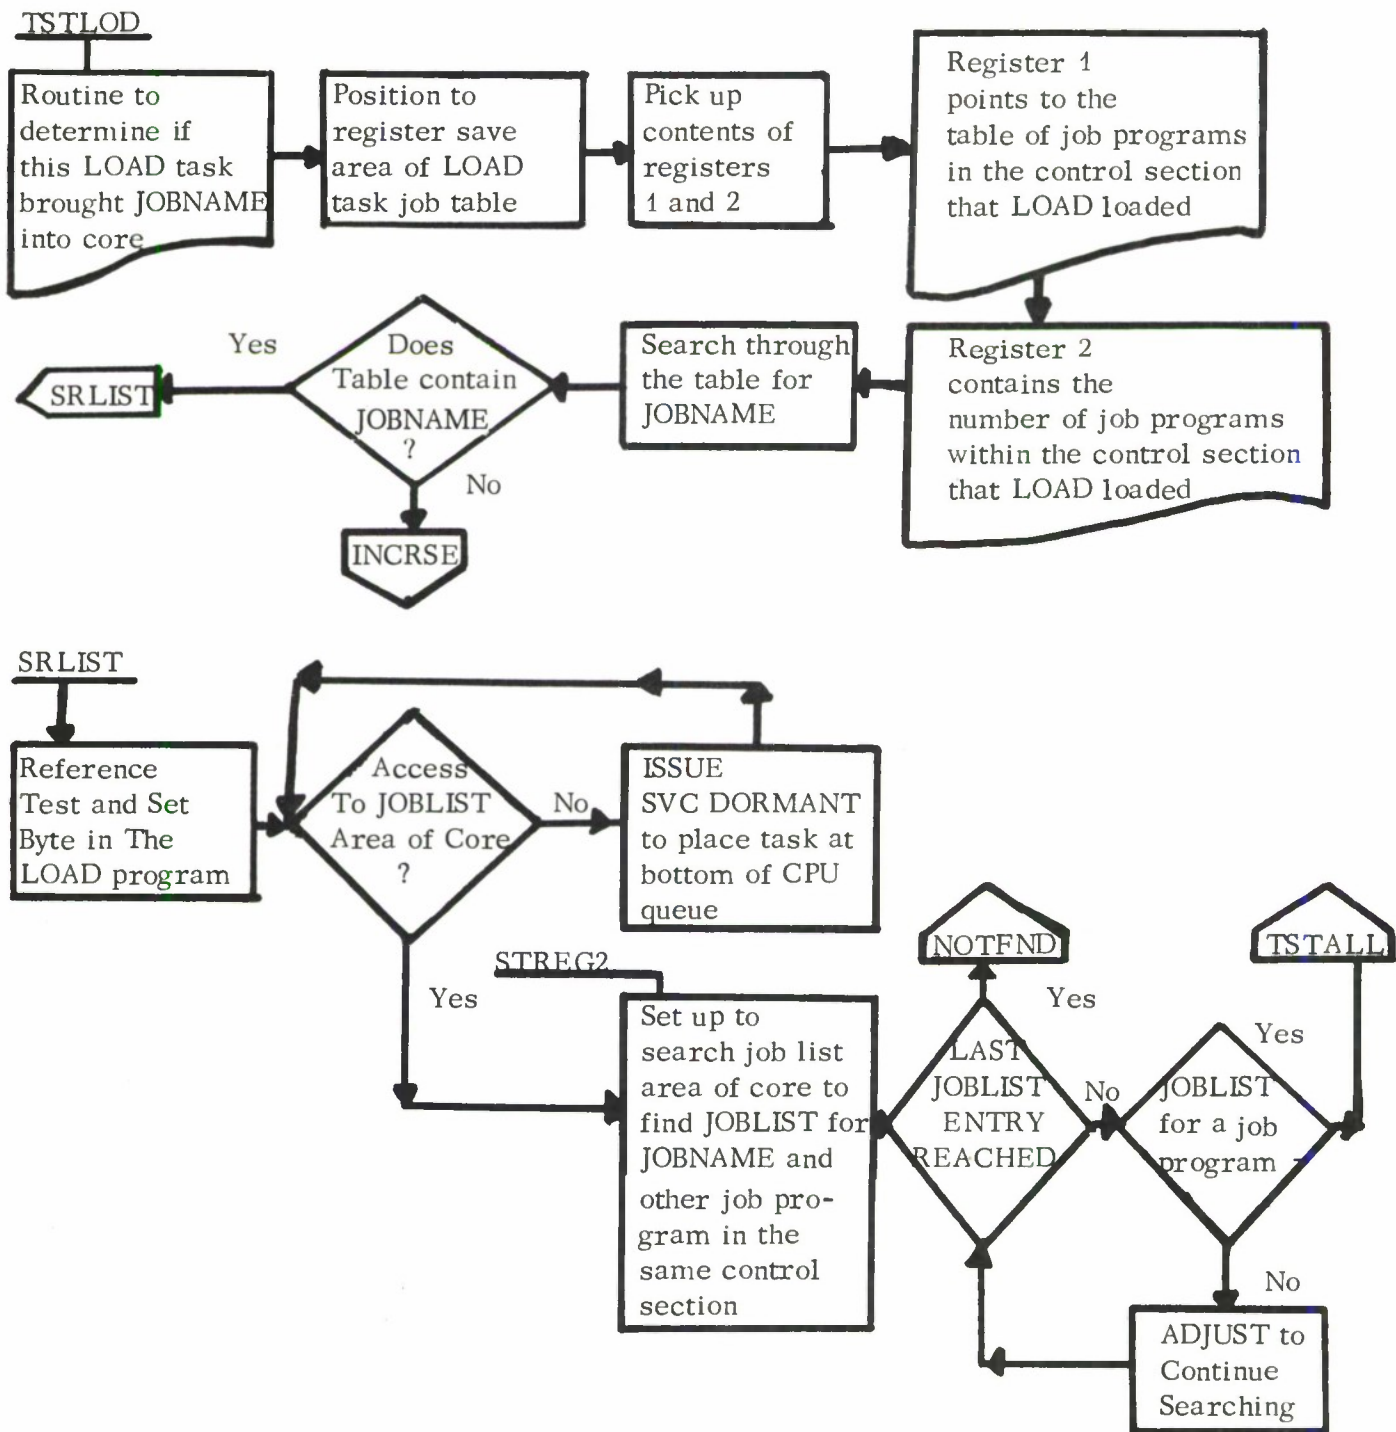 TSTLOD
Routine to
determine if
this LOAD task
brought JOBNAME
into core
Position to
register save
area of LOAD
task job table
Pick up
contents of
registers
1 and 2
Register 1
points to the
table of job programs
in the control section
that LOAD loaded
Register 2
contains the
number of job programs
within the control section
that LOAD loaded
Search through
the table for
JOBNAME
Does
Table contain
JOBNAME
?
Yes
SRLIST
No
INCRSE
SRLIST
Reference
Test and Set
Byte in The
LOAD program
Access
To JOBLIST
Area of Core
?
No
ISSUE
SVC DORMANT
to place task at
bottom of CPU
queue
Yes
STREG2
Set up to
search job list
area of core to
find JOBLIST for
JOBNAME and
other job pro-
gram in the
same control
section
LAST
JOBLIST
ENTRY
REACHED
Yes
NOTFND
No
JOBLIST
for a job
program -
Yes
TSTALL
No
ADJUST to
Continue
Searching